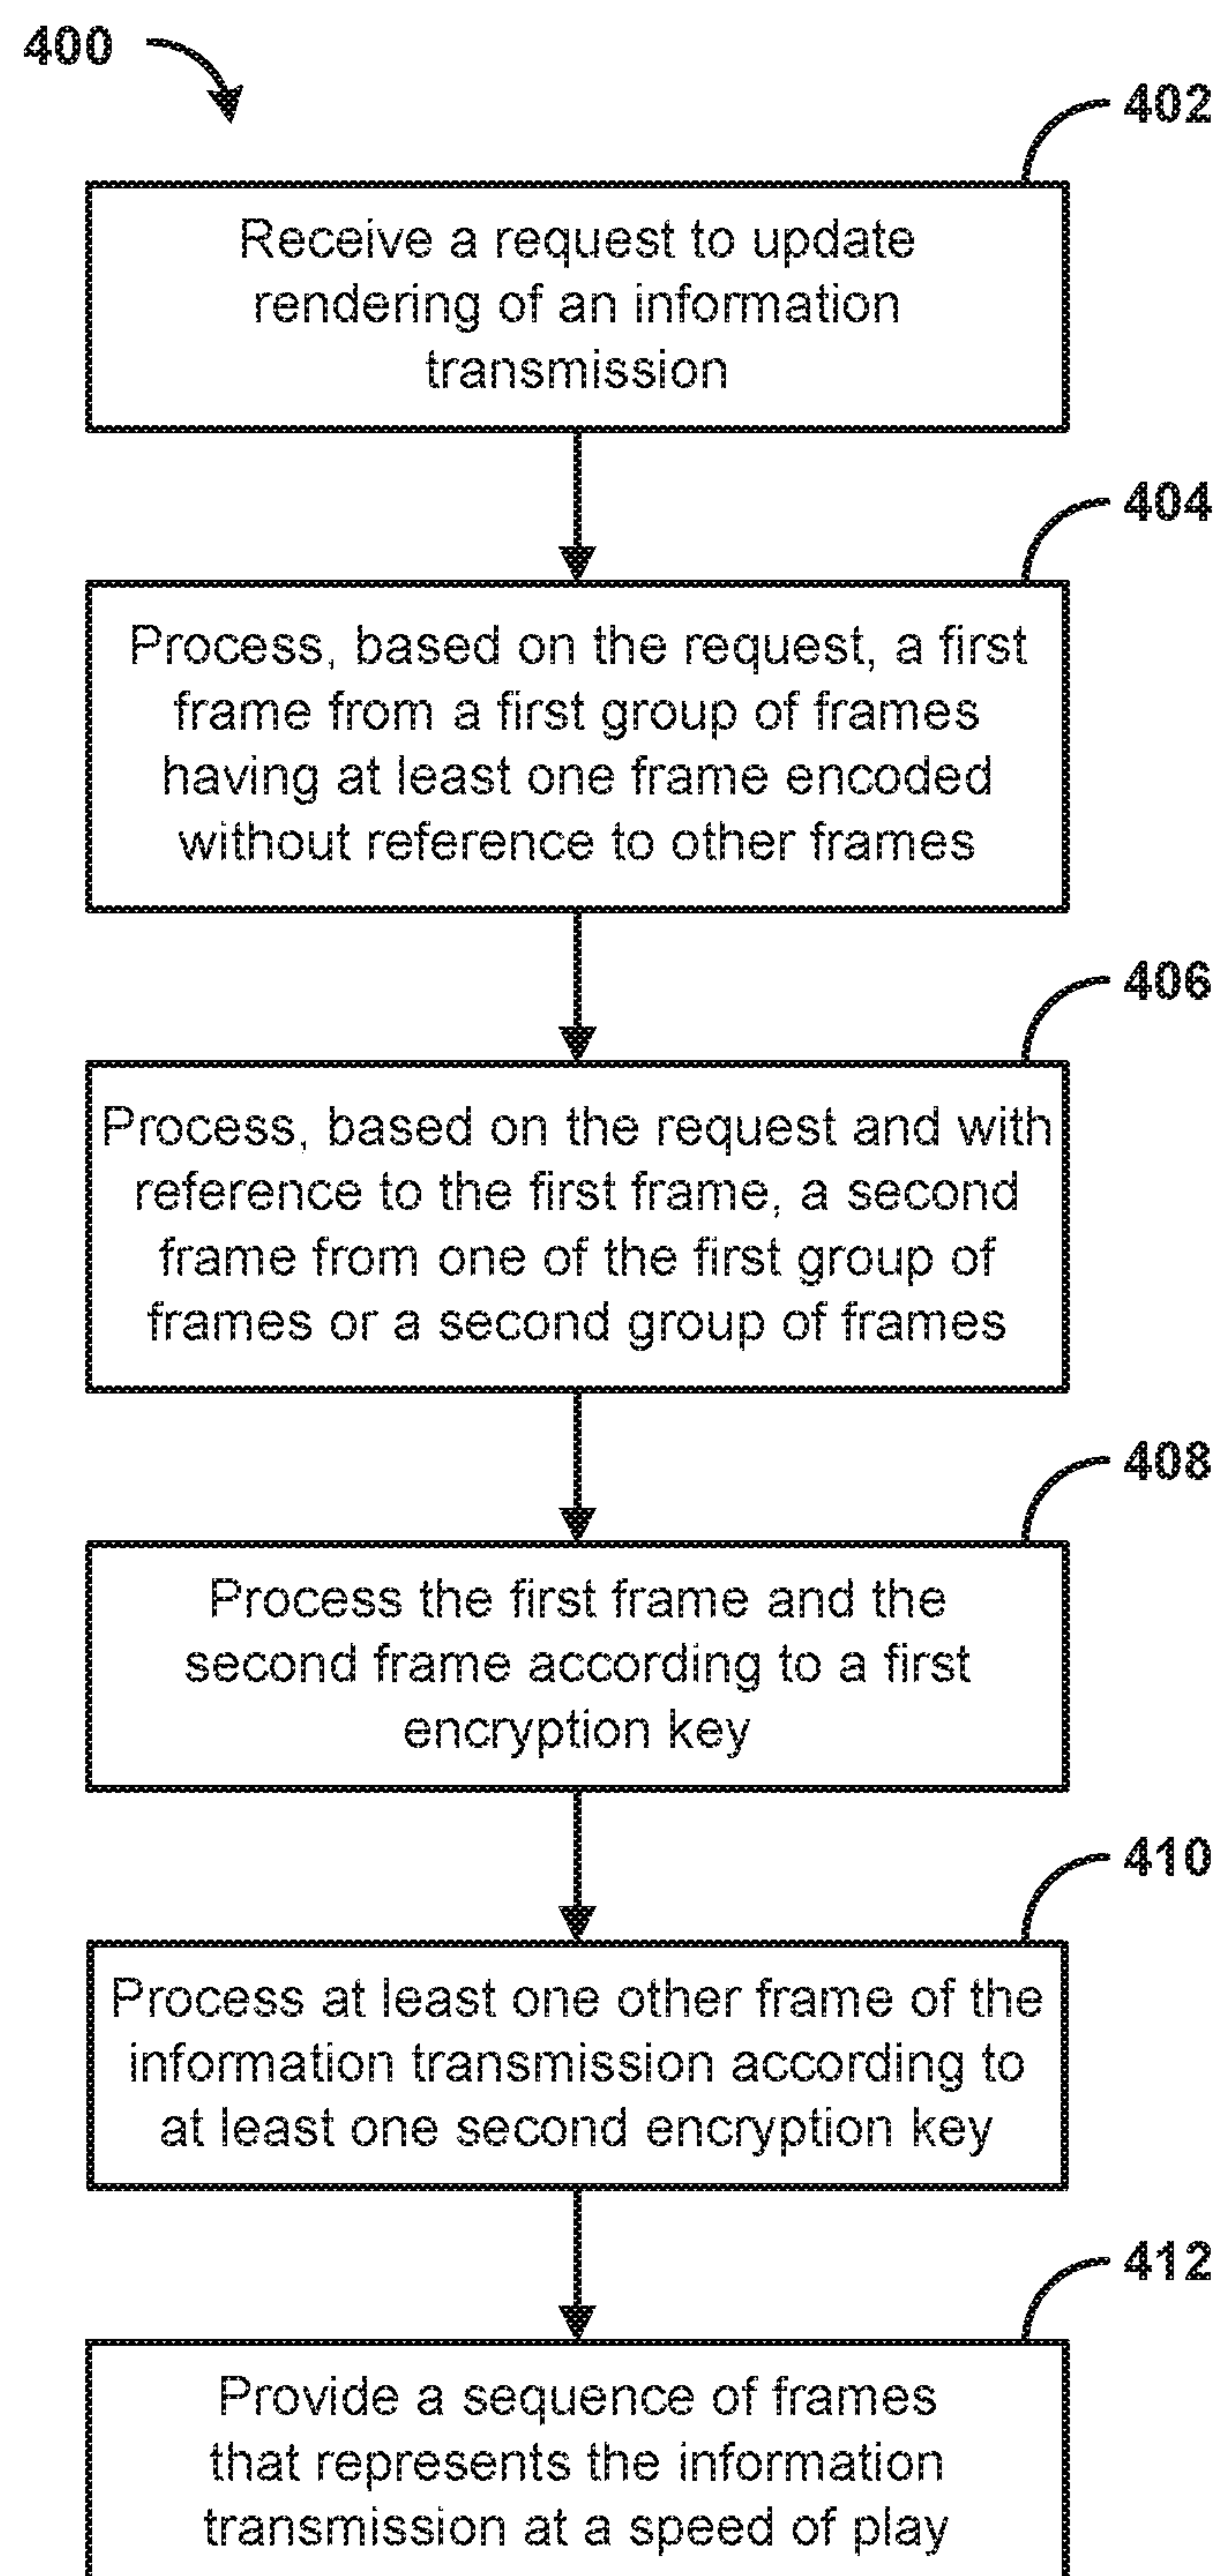 400
402
Receive a request to update
rendering of an information
transmission
404
Process, based on the request, a first
frame from a first group of frames
having at least one frame encoded
without reference to other frames
406
Process, based on the request and with
reference to the first frame, a second
frame from one of the first group of
frames or a second group of frames
408
Process the first frame and the
second frame according to a first
encryption key
410
Process at least one other frame of the
information transmission according to
at least one second encryption key
412
Provide a sequence of frames
that represents the information
transmission at a speed of play